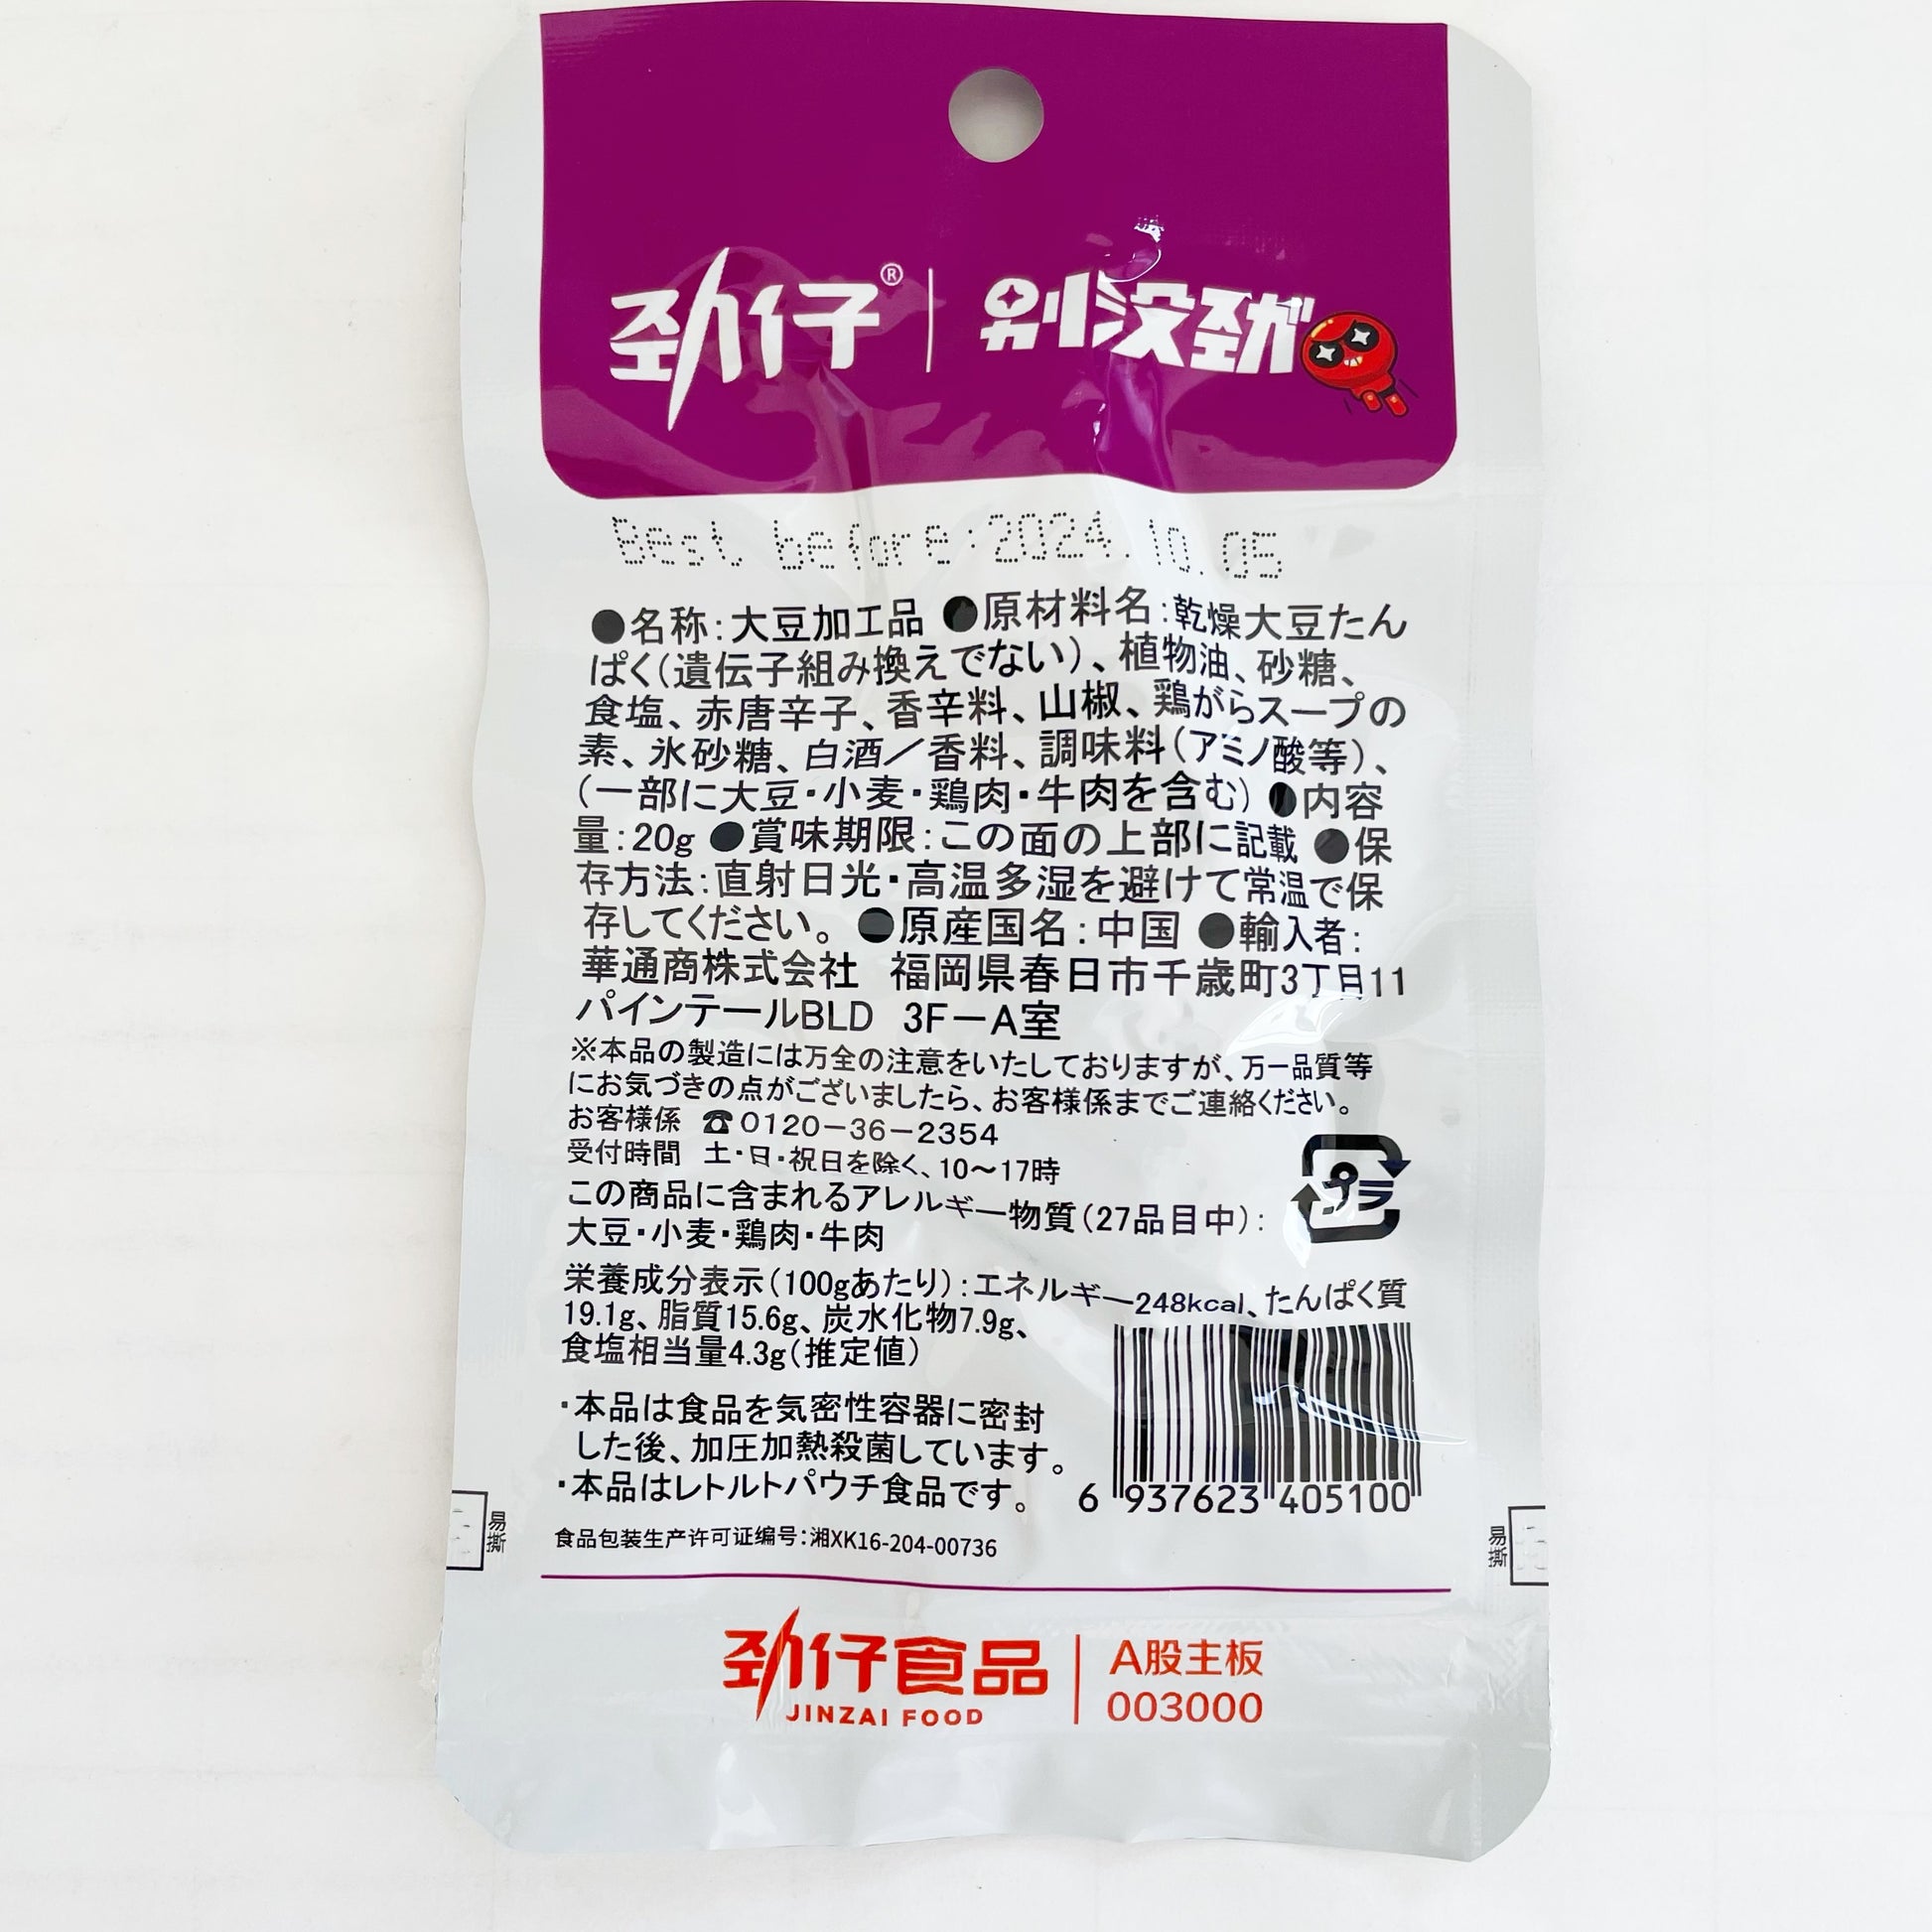 劲仔® 别没劲
Best before:2024.10.05
●名称:大豆加工品 ●原材料名:乾燥大豆たん
ぱく(遺伝子組み換えでない)、植物油、砂糖、
食塩、赤唐辛子、香辛料、山椒、鶏がらスープの
素、氷砂糖、白酒／香料、調味料(アミノ酸等)、
(一部に大豆・小麦・鶏肉・牛肉を含む) ●内容
量:20g ●賞味期限:この面の上部に記載 ●保
存方法:直射日光・高温多湿を避けて常温で保
存してください。 ●原産国名:中国 ●輸入者:
華通商株式会社 福岡県春日市千歳町3丁目11
パインテールBLD 3F－A室
※本品の製造には万全の注意をいたしておりますが、万一品質等
にお気づきの点がございましたら、お客様係までご連絡ください。
お客様係 ☎0120－36－2354
受付時間 土・日・祝日を除く、10～17時
プラ
この商品に含まれるアレルギー物質(27品目中):
大豆・小麦・鶏肉・牛肉
栄養成分表示(100gあたり):エネルギー248kcal、たんぱく質
19.1g、脂質15.6g、炭水化物7.9g、
食塩相当量4.3g(推定値)
・本品は食品を気密性容器に密封
した後、加圧加熱殺菌しています。
・本品はレトルトパウチ食品です。
6 937623 405100
易撕
易撕
食品包装生产许可证编号:湘XK16-204-00736
劲仔食品 A股主板
JINZAI FOOD 003000